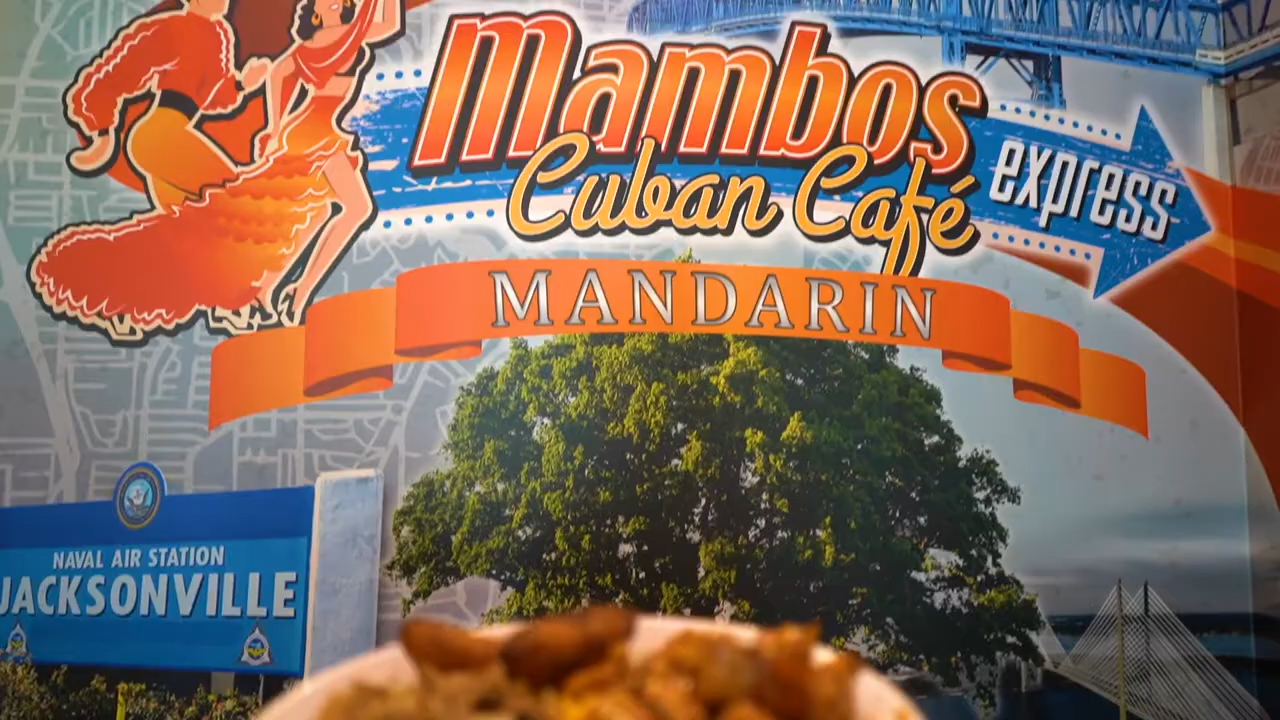 Mambos
Cuban Café
express
MANDARIN
NAVAL AIR STATION
JACKSONVILLE